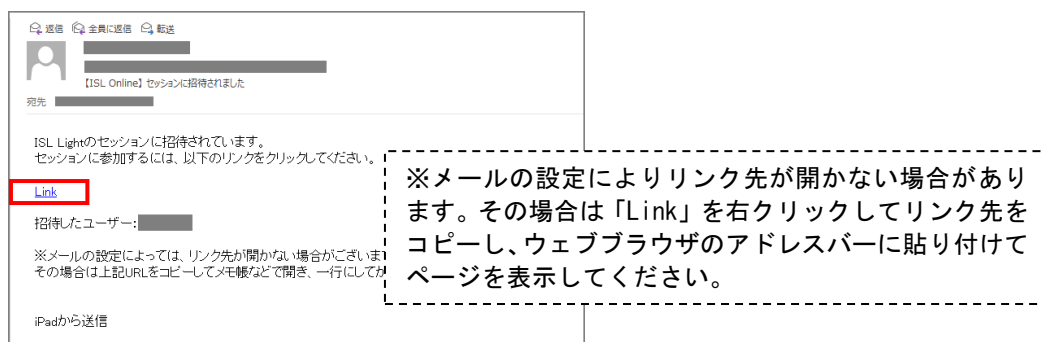 返信 全員に返信 転送
【ISL Online】セッションに招待されました
宛先
ISL Lightのセッションに招待されています。
セッションに参加するには、以下のリンクをクリックしてください。
Link
招待したユーザー:
※メールの設定によっては、リンク先が開かない場合がございま
その場合は上記URLをコピーしてメモ帳などで開き、一行にしてか
iPadから送信
※メールの設定によりリンク先が開かない場合があり
ます。その場合は「Link」を右クリックしてリンク先を
コピーし、ウェブブラウザのアドレスバーに貼り付けて
ページを表示してください。